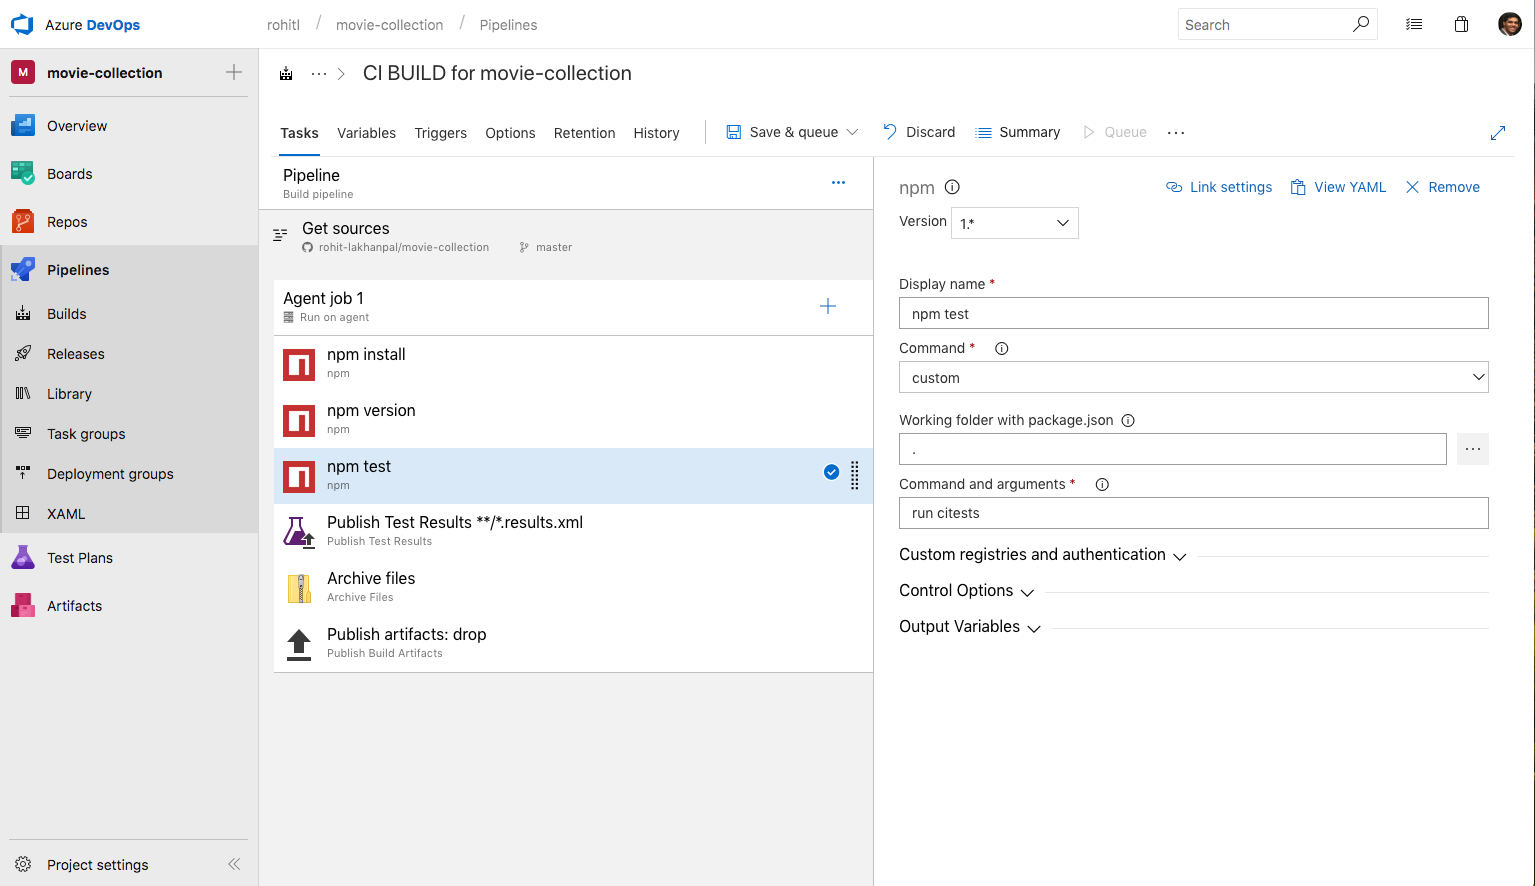 Azure DevOps
rohitl / movie-collection / Pipelines
Search
M movie-collection
Overview
Boards
Repos
Pipelines
Builds
Releases
Library
Task groups
Deployment groups
XAML
Test Plans
Artifacts
Project settings
CI BUILD for movie-collection
Tasks Variables Triggers Options Retention History Save & queue Discard Summary Queue
Pipeline
Build pipeline
Get sources
rohit-lakhanpal/movie-collection master
Agent job 1
Run on agent
npm install
npm
npm version
npm
npm test
npm
Publish Test Results **/*.results.xml
Publish Test Results
Archive files
Archive Files
Publish artifacts: drop
Publish Build Artifacts
npm Link settings View YAML Remove
Version 1.*
Display name *
npm test
Command *
custom
Working folder with package.json
.
Command and arguments *
run citests
Custom registries and authentication
Control Options
Output Variables